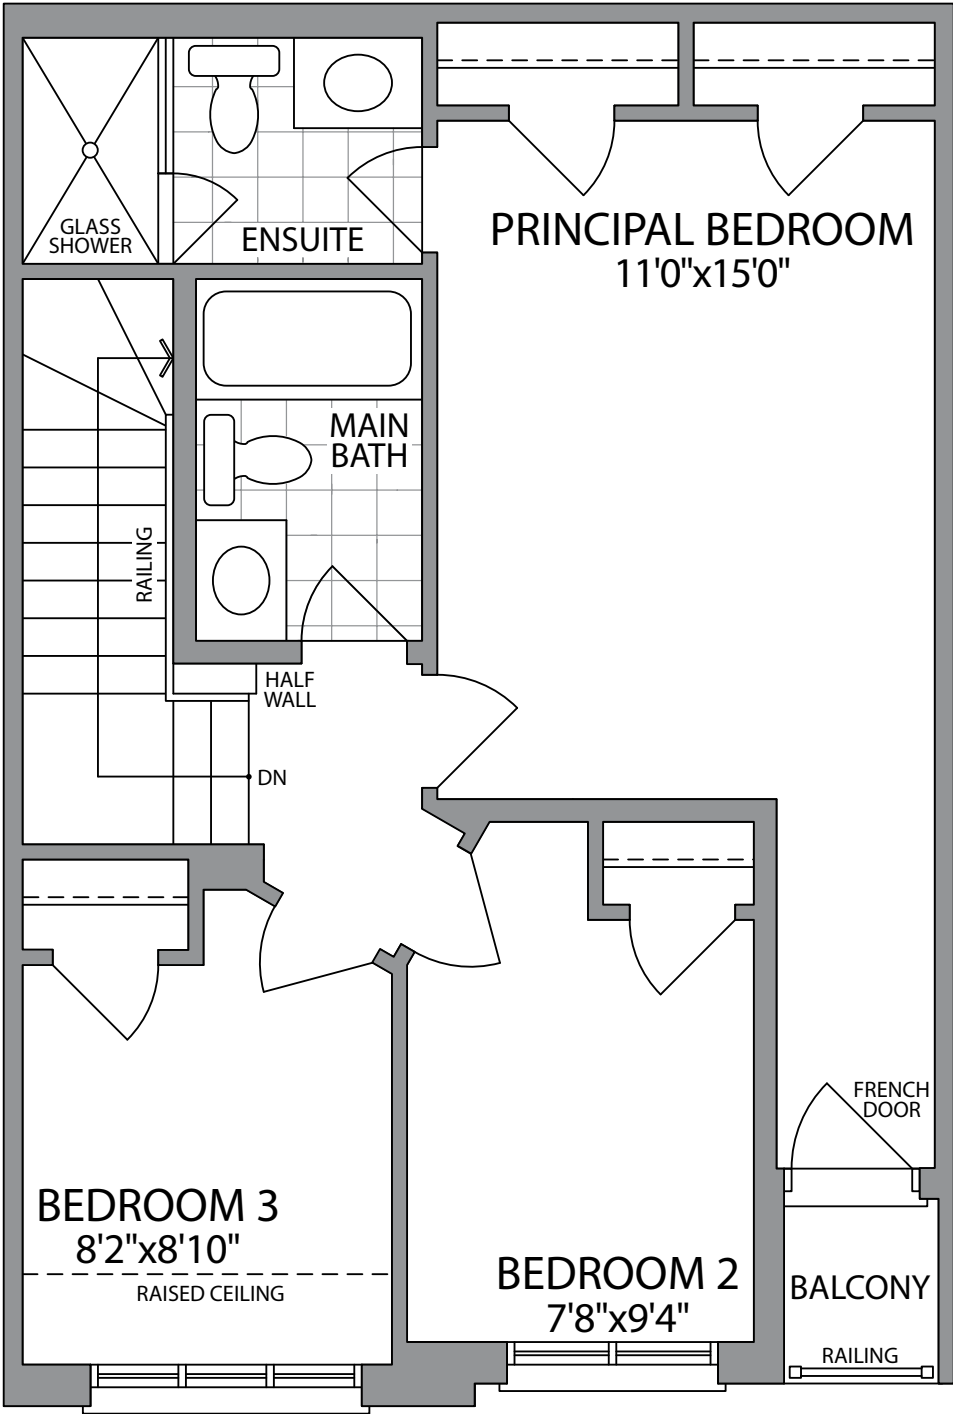 GLASS
SHOWER
ENSUITE
PRINCIPAL BEDROOM
11'0"x15'0"
MAIN
BATH
RAILING
HALF
WALL
DN
FRENCH
DOOR
BEDROOM 3
8'2"x8'10"
RAISED CEILING
BEDROOM 2
7'8"x9'4"
BALCONY
RAILING